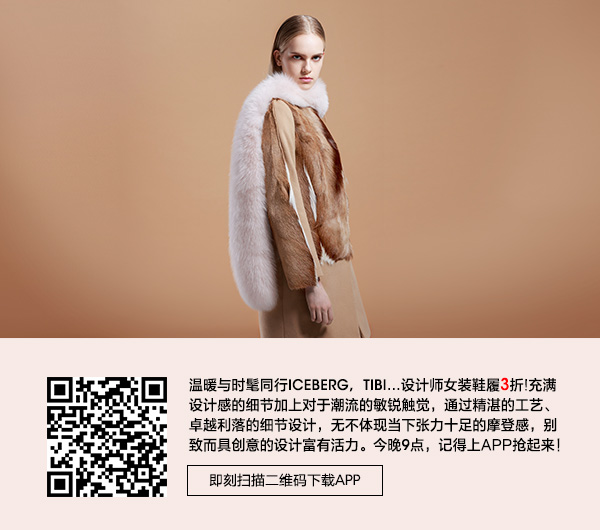 温暖与时髦同行ICEBERG，TIBI...设计师女装鞋履3折!充满
设计感的细节加上对于潮流的敏锐触觉，通过精湛的工艺、
卓越利落的细节设计，无不体现当下张力十足的摩登感，别
致而具创意的设计富有活力。今晚9点，记得上APP抢起来！
即刻扫描二维码下载APP